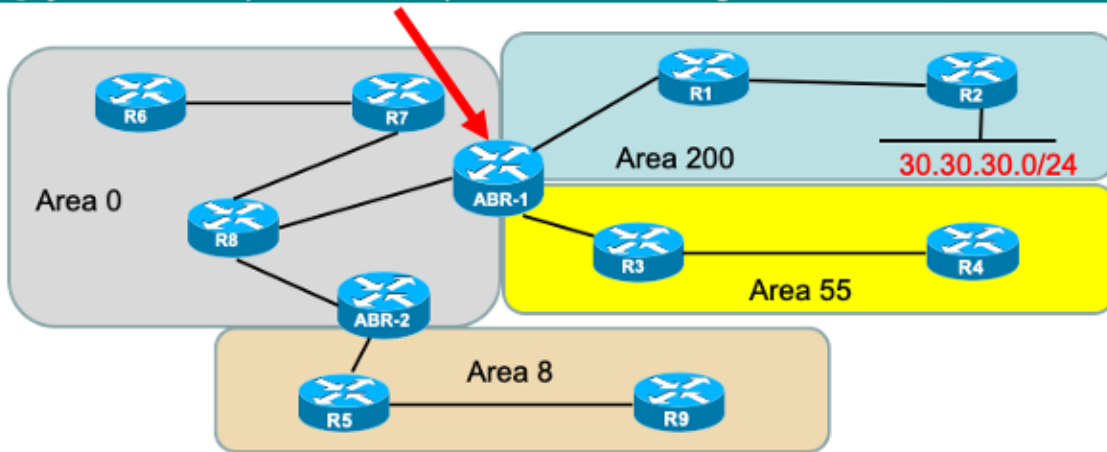 R6
R7
R1
R2
Area 200
30.30.30.0/24
Area 0
ABR-1
R8
R3
R4
Area 55
ABR-2
Area 8
R5
R9